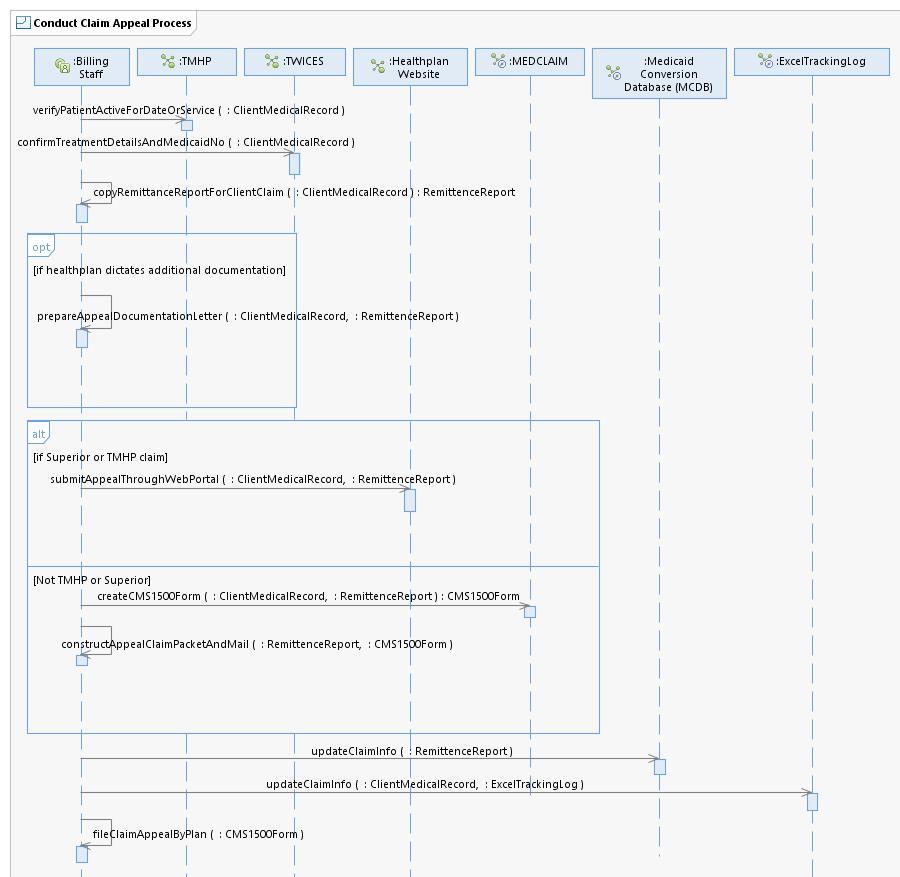 Conduct Claim Appeal Process
:Billing
Staff
:TMHP
:TWICES
:Healthplan
Website
:MEDCLAIM
:Medicaid
Conversion
Database (MCDB)
:ExcelTrackingLog
verifyPatientActiveForDateOrService ( : ClientMedicalRecord )
confirmTreatmentDetailsAndMedicaidNo ( : ClientMedicalRecord )
copyRemittanceReportForClientClaim ( : ClientMedicalRecord ) : RemittenceReport
opt
[if healthplan dictates additional documentation]
prepareAppealDocumentationLetter ( : ClientMedicalRecord, : RemittenceReport )
alt
[if Superior or TMHP claim]
submitAppealThroughWebPortal ( : ClientMedicalRecord, : RemittenceReport )
[Not TMHP or Superior]
createCMS1500Form ( : ClientMedicalRecord, : RemittenceReport ) : CMS1500Form
constructAppealClaimPacketAndMail ( : RemittenceReport, : CMS1500Form )
updateClaimInfo ( : RemittenceReport )
updateClaimInfo ( : ClientMedicalRecord, : ExcelTrackingLog )
fileClaimAppealByPlan ( : CMS1500Form )